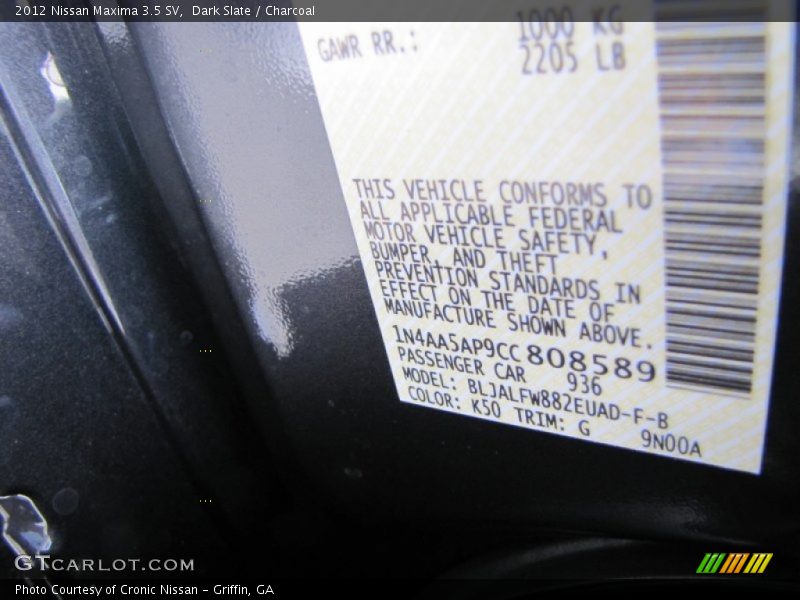 2012 Nissan Maxima 3.5 SV,  Dark Slate / Charcoal
1000 KG
GAWR RR.:
2205 LB
THIS VEHICLE CONFORMS TO
ALL APPLICABLE FEDERAL
MOTOR VEHICLE SAFETY,
BUMPER, AND THEFT
PREVENTION STANDARDS IN
EFFECT ON THE DATE OF
MANUFACTURE SHOWN ABOVE.
1N4AA5AP9CC808589
PASSENGER CAR 936
MODEL: BLJALFW882EUAD-F-B
COLOR: K50 TRIM: G 9N00A
GTCARLOT.COM
Photo Courtesy of Cronic Nissan - Griffin, GA